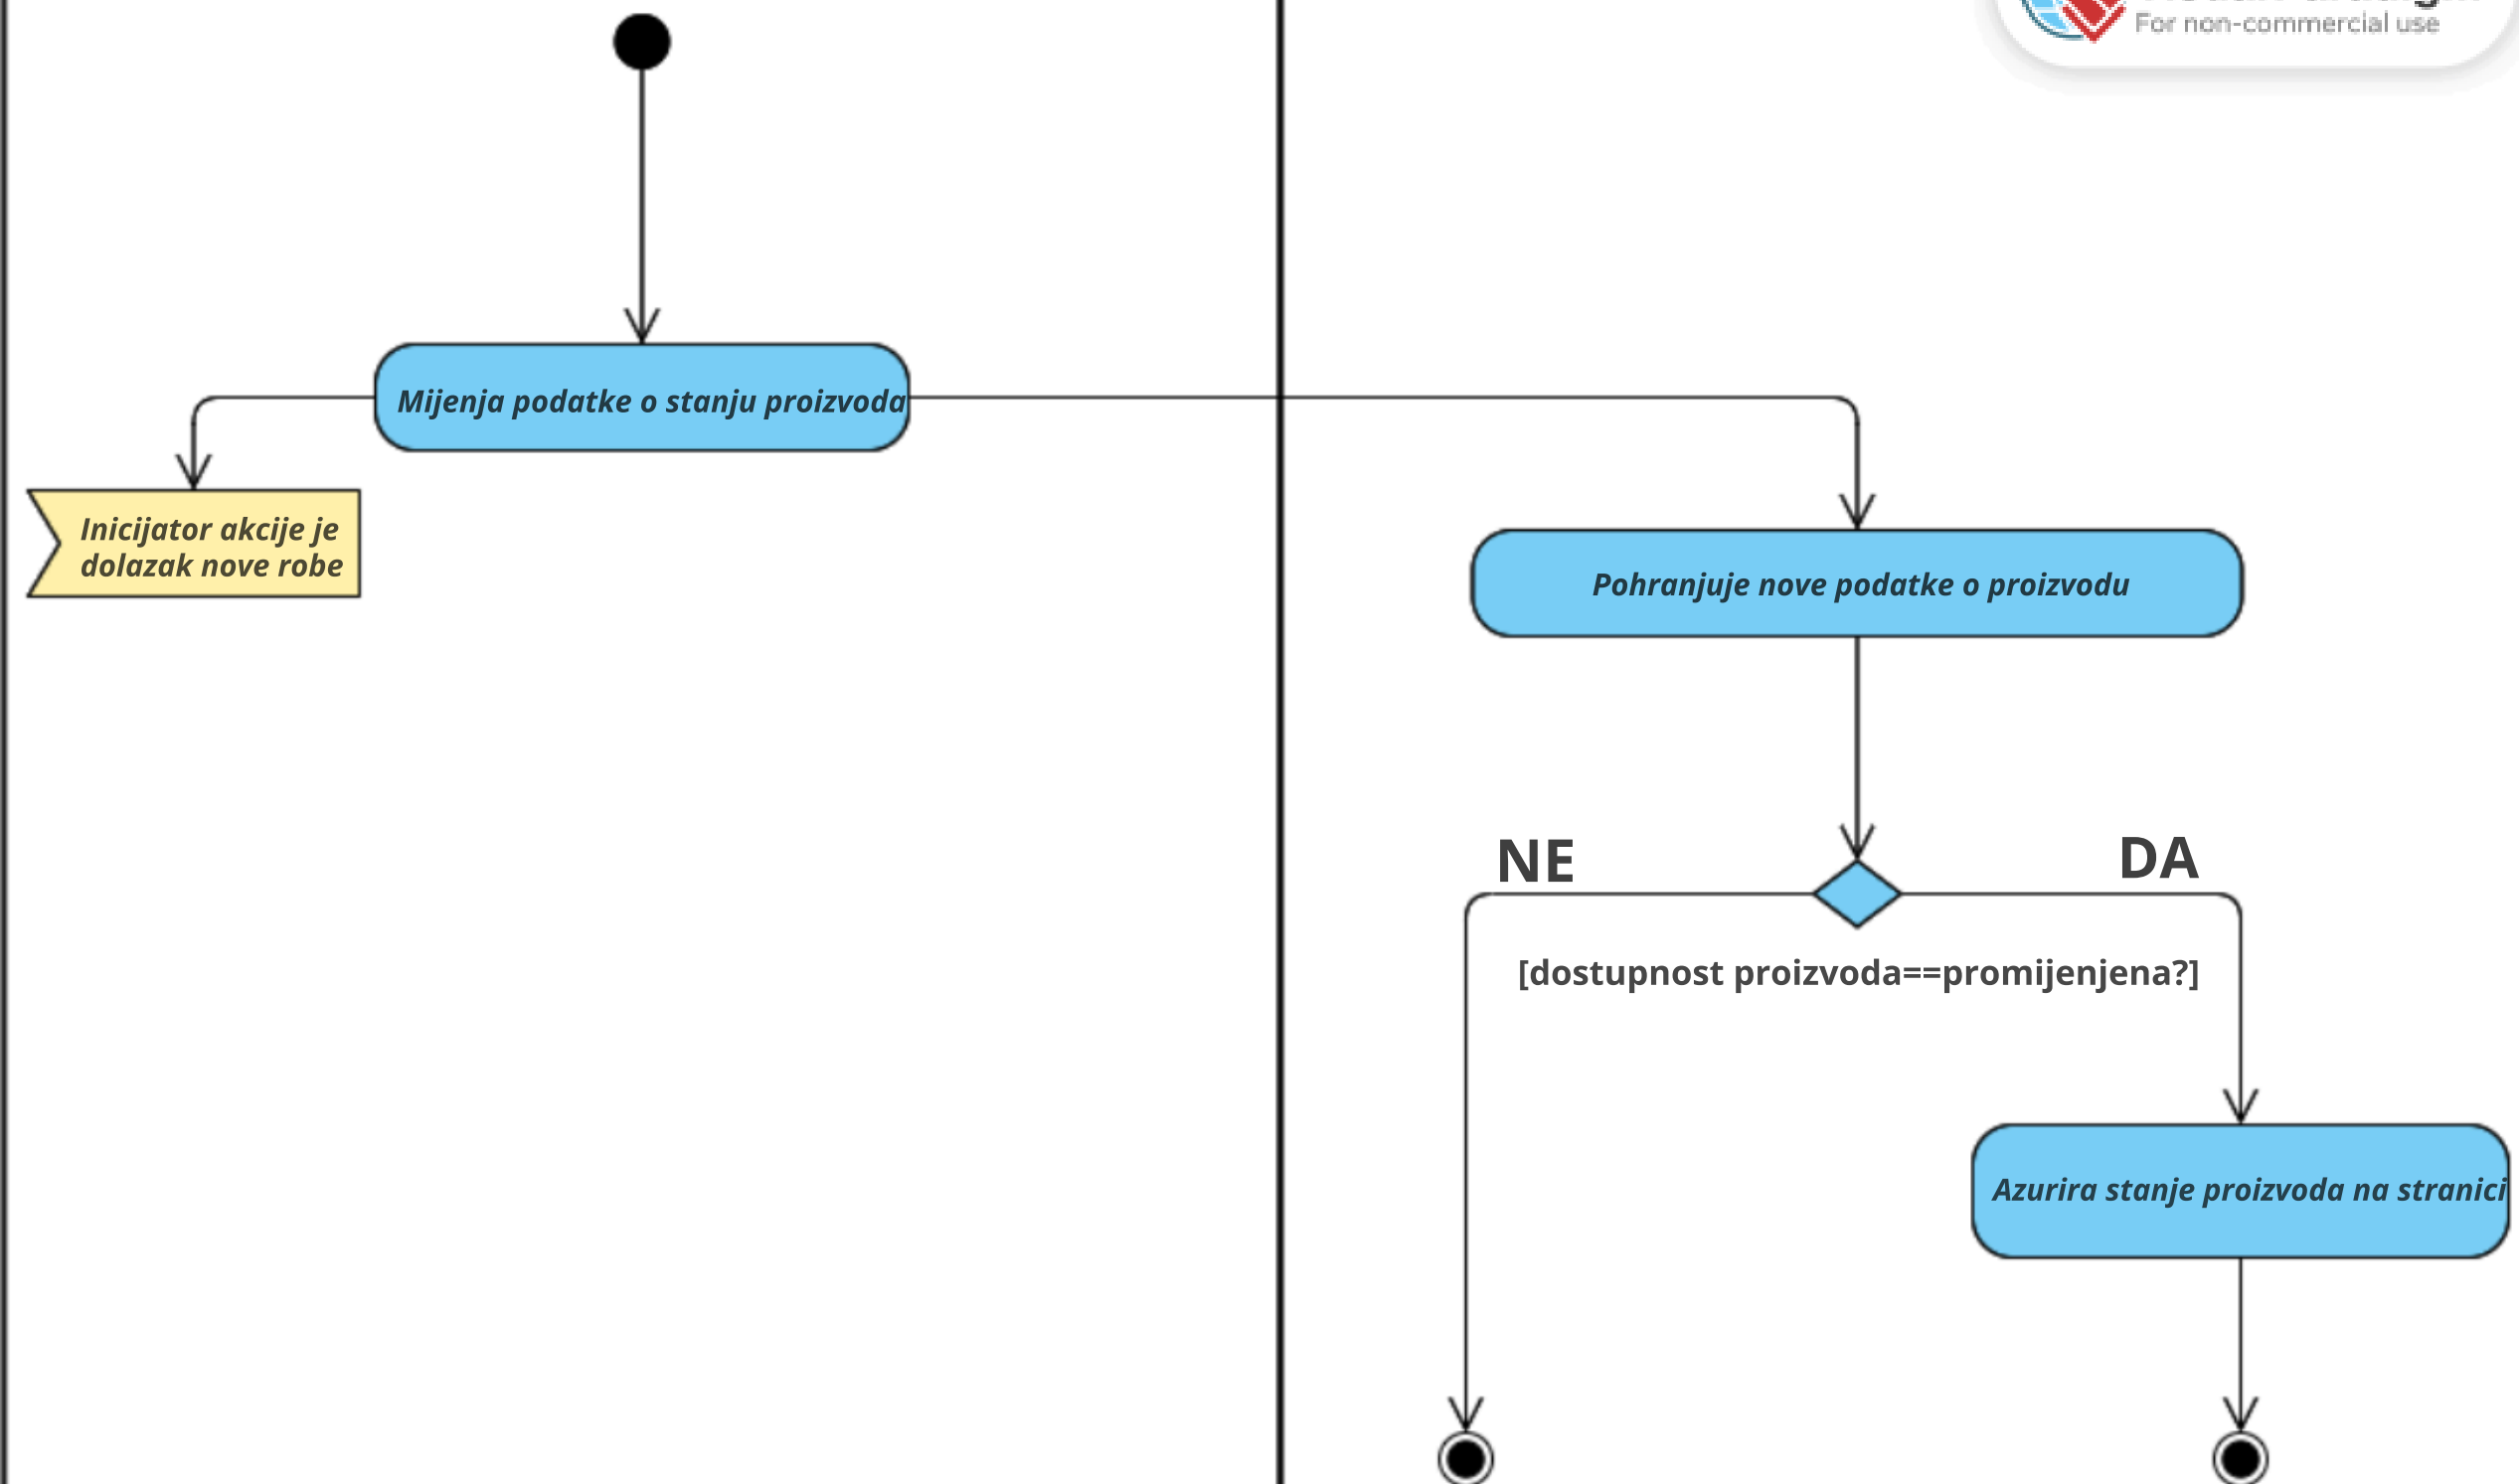 For non-commercial use
Mijenja podatke o stanju proizvoda
Inicijator akcije je
dolazak nove robe
Pohranjuje nove podatke o proizvodu
NE
DA
[dostupnost proizvoda==promijenjena?]
Azurira stanje proizvoda na stranici